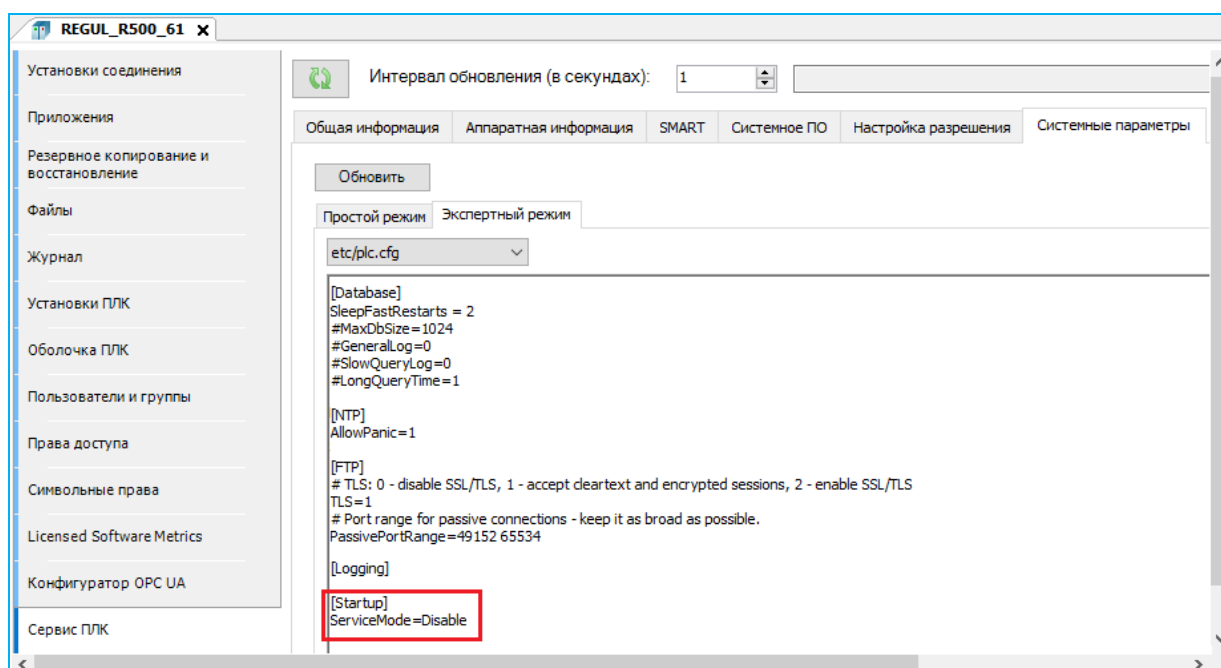 REGUL_R500_61 x
Установки соединения
Приложения
Резервное копирование и
восстановление
Файлы
Журнал
Установки ПЛК
Оболочка ПЛК
Пользователи и группы
Права доступа
Символьные права
Licensed Software Metrics
Конфигуратор OPC UA
Сервис ПЛК
Интервал обновления (в секундах): 1
Общая информация Аппаратная информация SMART Системное ПО Настройка разрешения Системные параметры
Обновить
Простой режим Экспертный режим
etc/plc.cfg
[Database]
SleepFastRestarts = 2
#MaxDbSize=1024
#GeneralLog=0
#SlowQueryLog=0
#LongQueryTime=1
[NTP]
AllowPanic=1
[FTP]
# TLS: 0 - disable SSL/TLS, 1 - accept cleartext and encrypted sessions, 2 - enable SSL/TLS
TLS=1
# Port range for passive connections - keep it as broad as possible.
PassivePortRange=49152 65534
[Logging]
[Startup]
ServiceMode=Disable